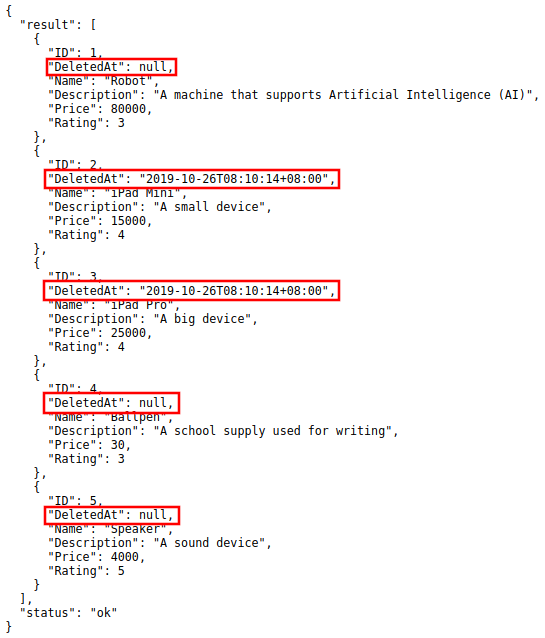 {
  "result": [
    {
      "ID": 1,
      "DeletedAt": null,
      "Name": "Robot",
      "Description": "A machine that supports Artificial Intelligence (AI)",
      "Price": 80000,
      "Rating": 3
    },
    {
      "ID": 2,
      "DeletedAt": "2019-10-26T08:10:14+08:00",
      "Name": "iPad Mini",
      "Description": "A small device",
      "Price": 15000,
      "Rating": 4
    },
    {
      "ID": 3,
      "DeletedAt": "2019-10-26T08:10:14+08:00",
      "Name": "iPad Pro",
      "Description": "A big device",
      "Price": 25000,
      "Rating": 4
    },
    {
      "ID": 4,
      "DeletedAt": null,
      "Name": "Ballpen",
      "Description": "A school supply used for writing",
      "Price": 30,
      "Rating": 3
    },
    {
      "ID": 5,
      "DeletedAt": null,
      "Name": "Speaker",
      "Description": "A sound device",
      "Price": 4000,
      "Rating": 5
    }
  ],
  "status": "ok"
}